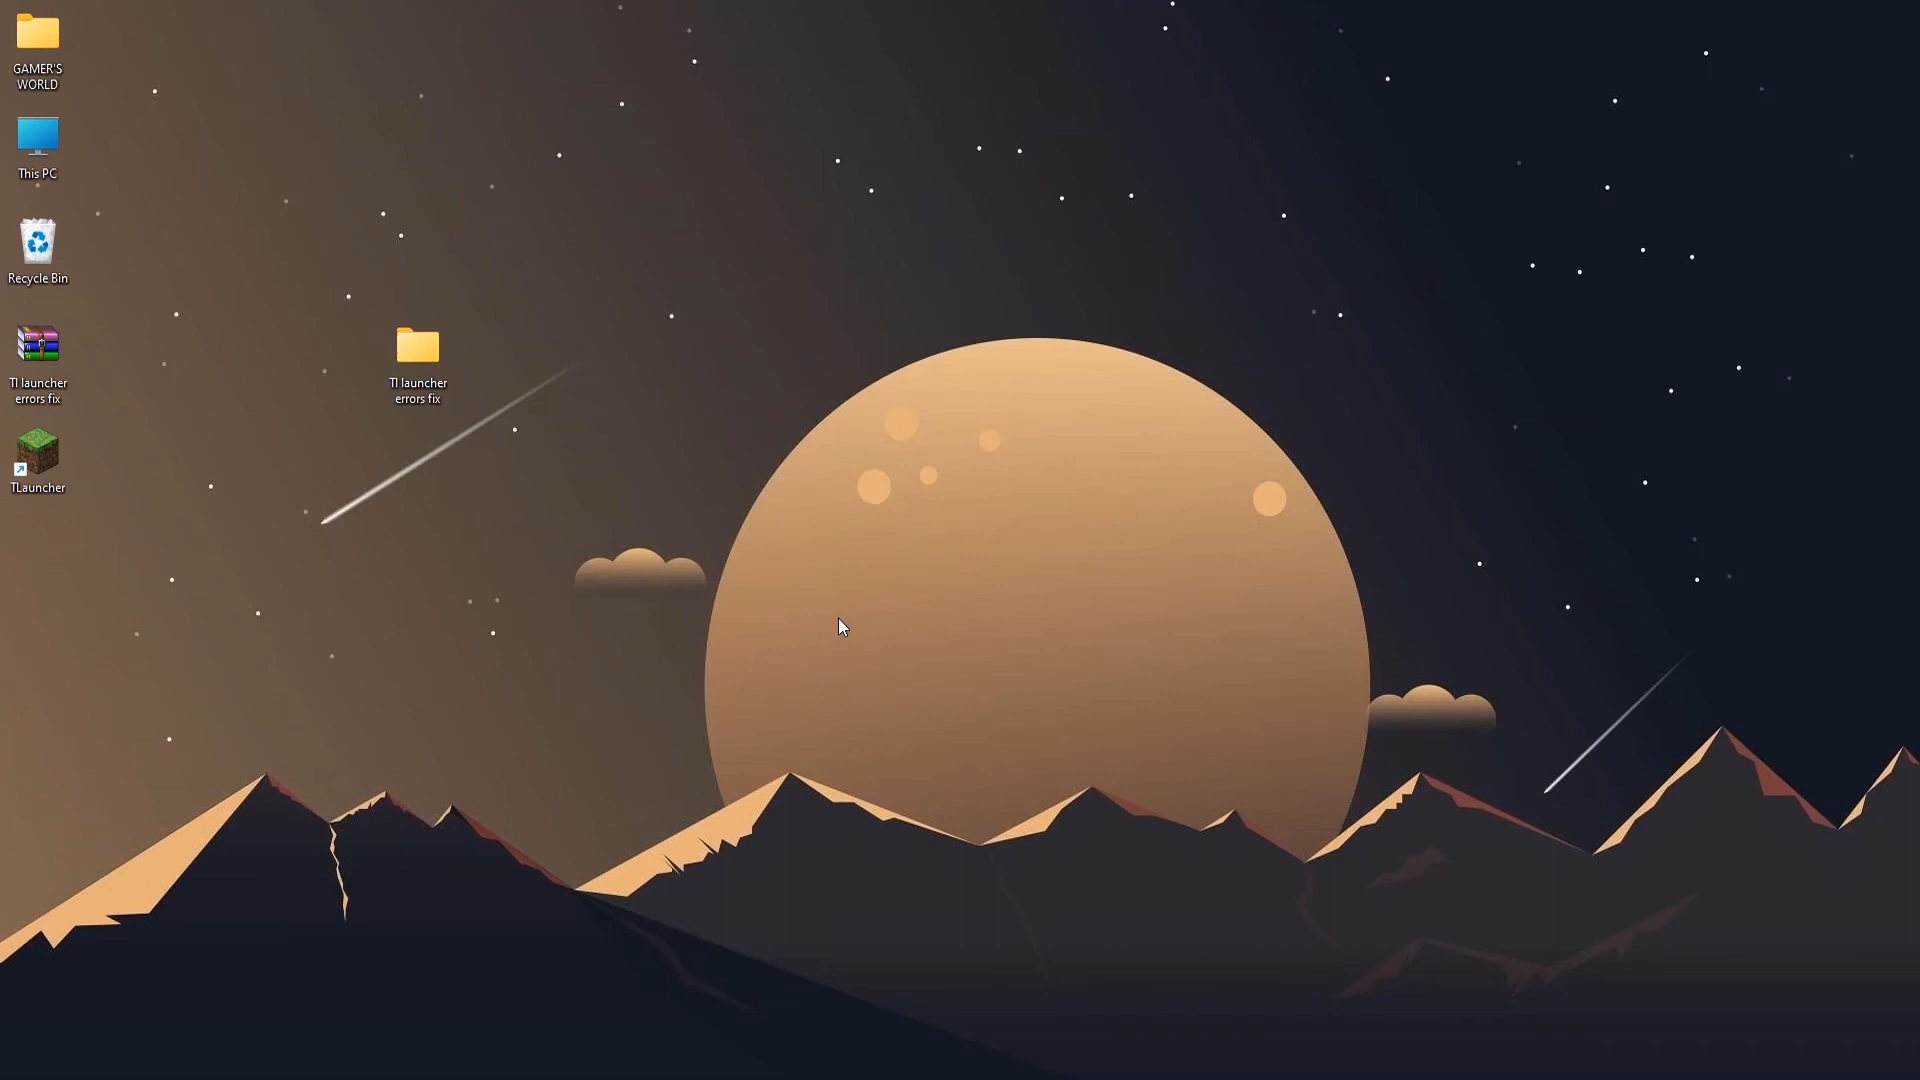 GAMER'S
WORLD
This PC
Recycle Bin
Tl launcher
errors fix
Tl launcher
errors fix
TLauncher